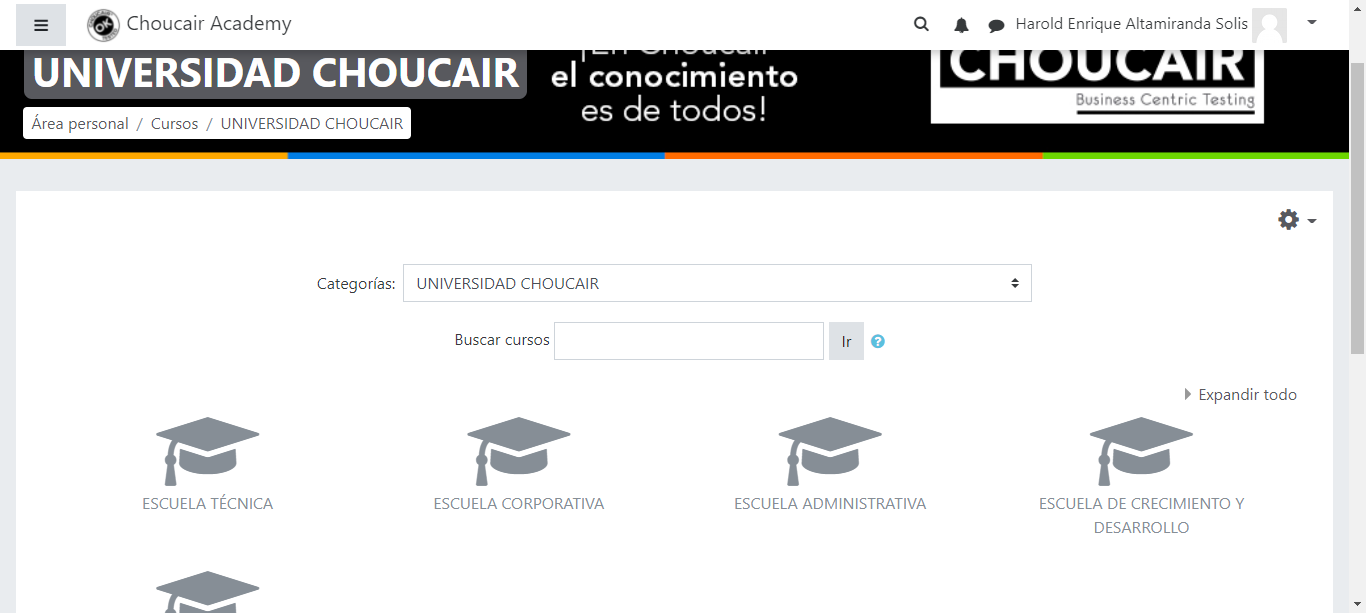 Choucair Academy
Harold Enrique Altamiranda Solis
UNIVERSIDAD CHOUCAIR
¡En Choucair
el conocimiento
es de todos!
CHOUCAIR
Business Centric Testing
Área personal / Cursos / UNIVERSIDAD CHOUCAIR
Categorías: UNIVERSIDAD CHOUCAIR
Buscar cursos Ir ?
Expandir todo
ESCUELA TÉCNICA
ESCUELA CORPORATIVA
ESCUELA ADMINISTRATIVA
ESCUELA DE CRECIMIENTO Y
DESARROLLO